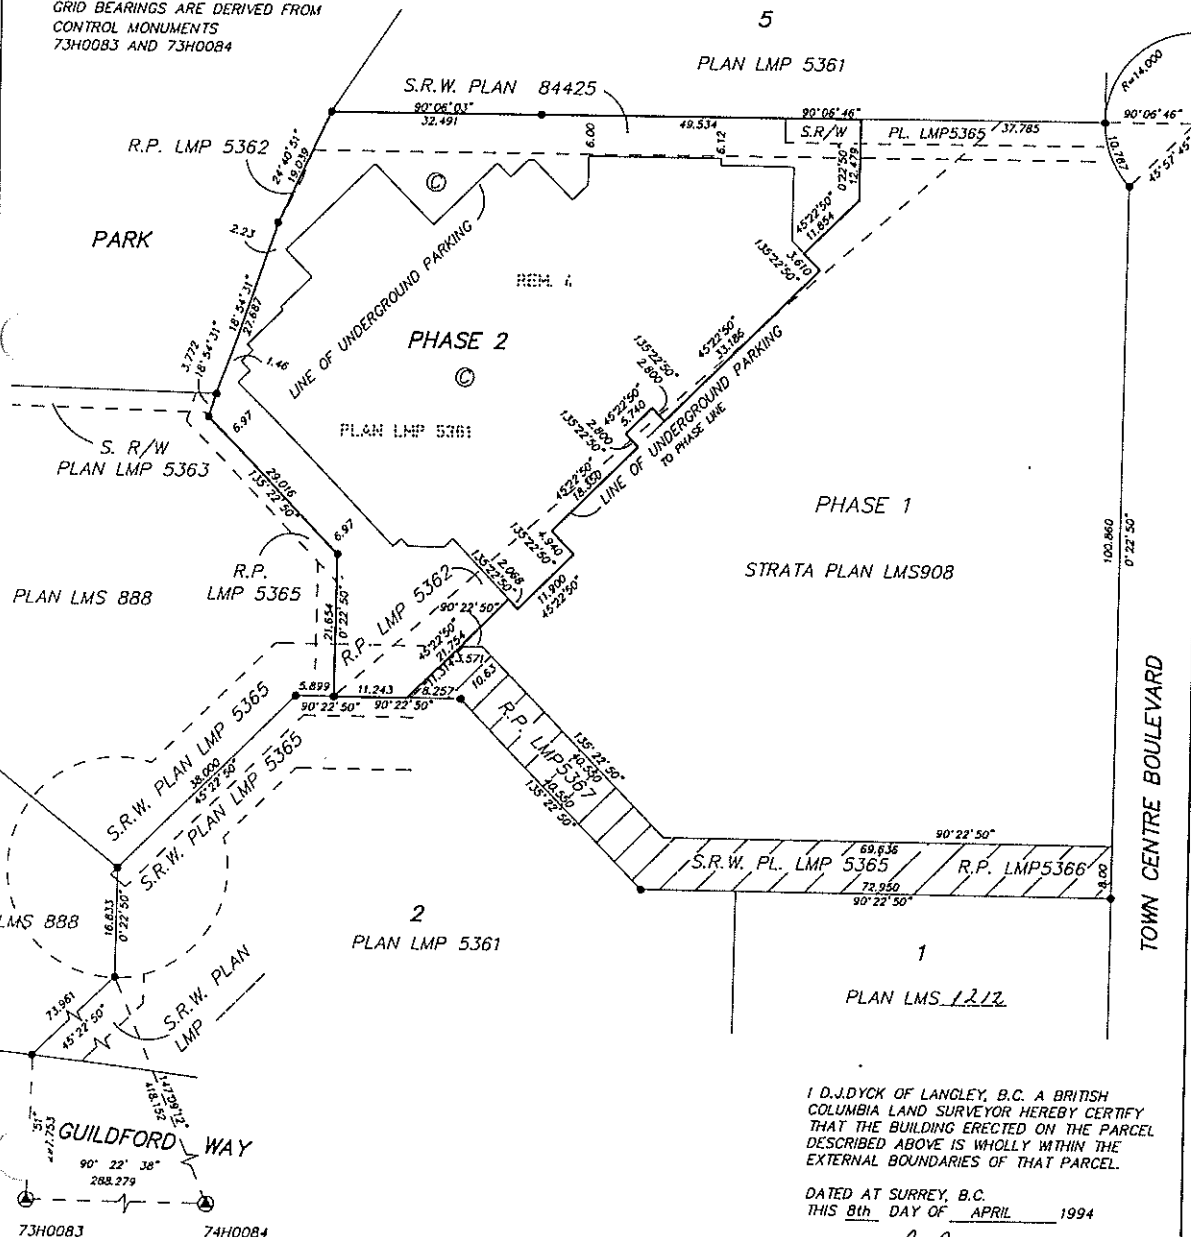 GRID BEARINGS ARE DERIVED FROM
CONTROL MONUMENTS
73H0083 AND 73H0084
5
PLAN LMP 5361
S.R.W. PLAN 84425
90°06'03"
32.491
49.534
90°06'46"
S.R/W
PL. LMP5365
37.785
R=14.000
90°06'46"
10.787
45°57'45"
R.P. LMP 5362
24°40'51"
19.039
6.00
6.12
0°22'50"
12.479
45°22'50"
11.854
3.610
135°22'50"
PARK
2.23
18°54'31"
27.687
3.772
18°54'31"
1.46
LINE OF UNDERGROUND PARKING
©
REM. 4
PHASE 2
©
PLAN LMP 5361
135°22'50"
2.800
45°22'50"
33.186
45°22'50"
5.740
2.800
135°22'50"
LINE OF UNDERGROUND PARKING
TO PHASE LINE
45°22'50"
18.350
S. R/W
PLAN LMP 5363
6.97
29.016
135°22'50"
6.97
PHASE 1
STRATA PLAN LMS908
100.860
0°22'50"
4.940
135°22'50"
2.068
135°22'50"
11.900
45°22'50"
R.P.
LMP 5365
PLAN LMS 888
21.654
0°22'50"
R.P. LMP 5362
90°22'50"
45°22'50"
21.754
11.314
3.571
10.63
5.899
11.243
8.257
90°22'50"
90°22'50"
S.R.W. PLAN LMP 5365
38.000
45°22'50"
S.R.W. PLAN LMP 5365
R.P. LMP5367
135°22'50"
40.530
40.550
135°22'50"
TOWN CENTRE BOULEVARD
90°22'50"
69.636
S.R.W. PL. LMP 5365
R.P. LMP5366
8.00
72.950
90°22'50"
LMS 888
16.833
0°22'50"
2
PLAN LMP 5361
1
PLAN LMS 1212
73.961
45°22'50"
S.R.W. PLAN
LMP
147°09'12"
418.152
51"
GUILDFORD WAY
90° 22' 38"
288.279
73H0083
74H0084
I D.J.DYCK OF LANGLEY, B.C. A BRITISH
COLUMBIA LAND SURVEYOR HEREBY CERTIFY
THAT THE BUILDING ERECTED ON THE PARCEL
DESCRIBED ABOVE IS WHOLLY WITHIN THE
EXTERNAL BOUNDARIES OF THAT PARCEL.
DATED AT SURREY, B.C.
THIS 8th DAY OF APRIL 1994